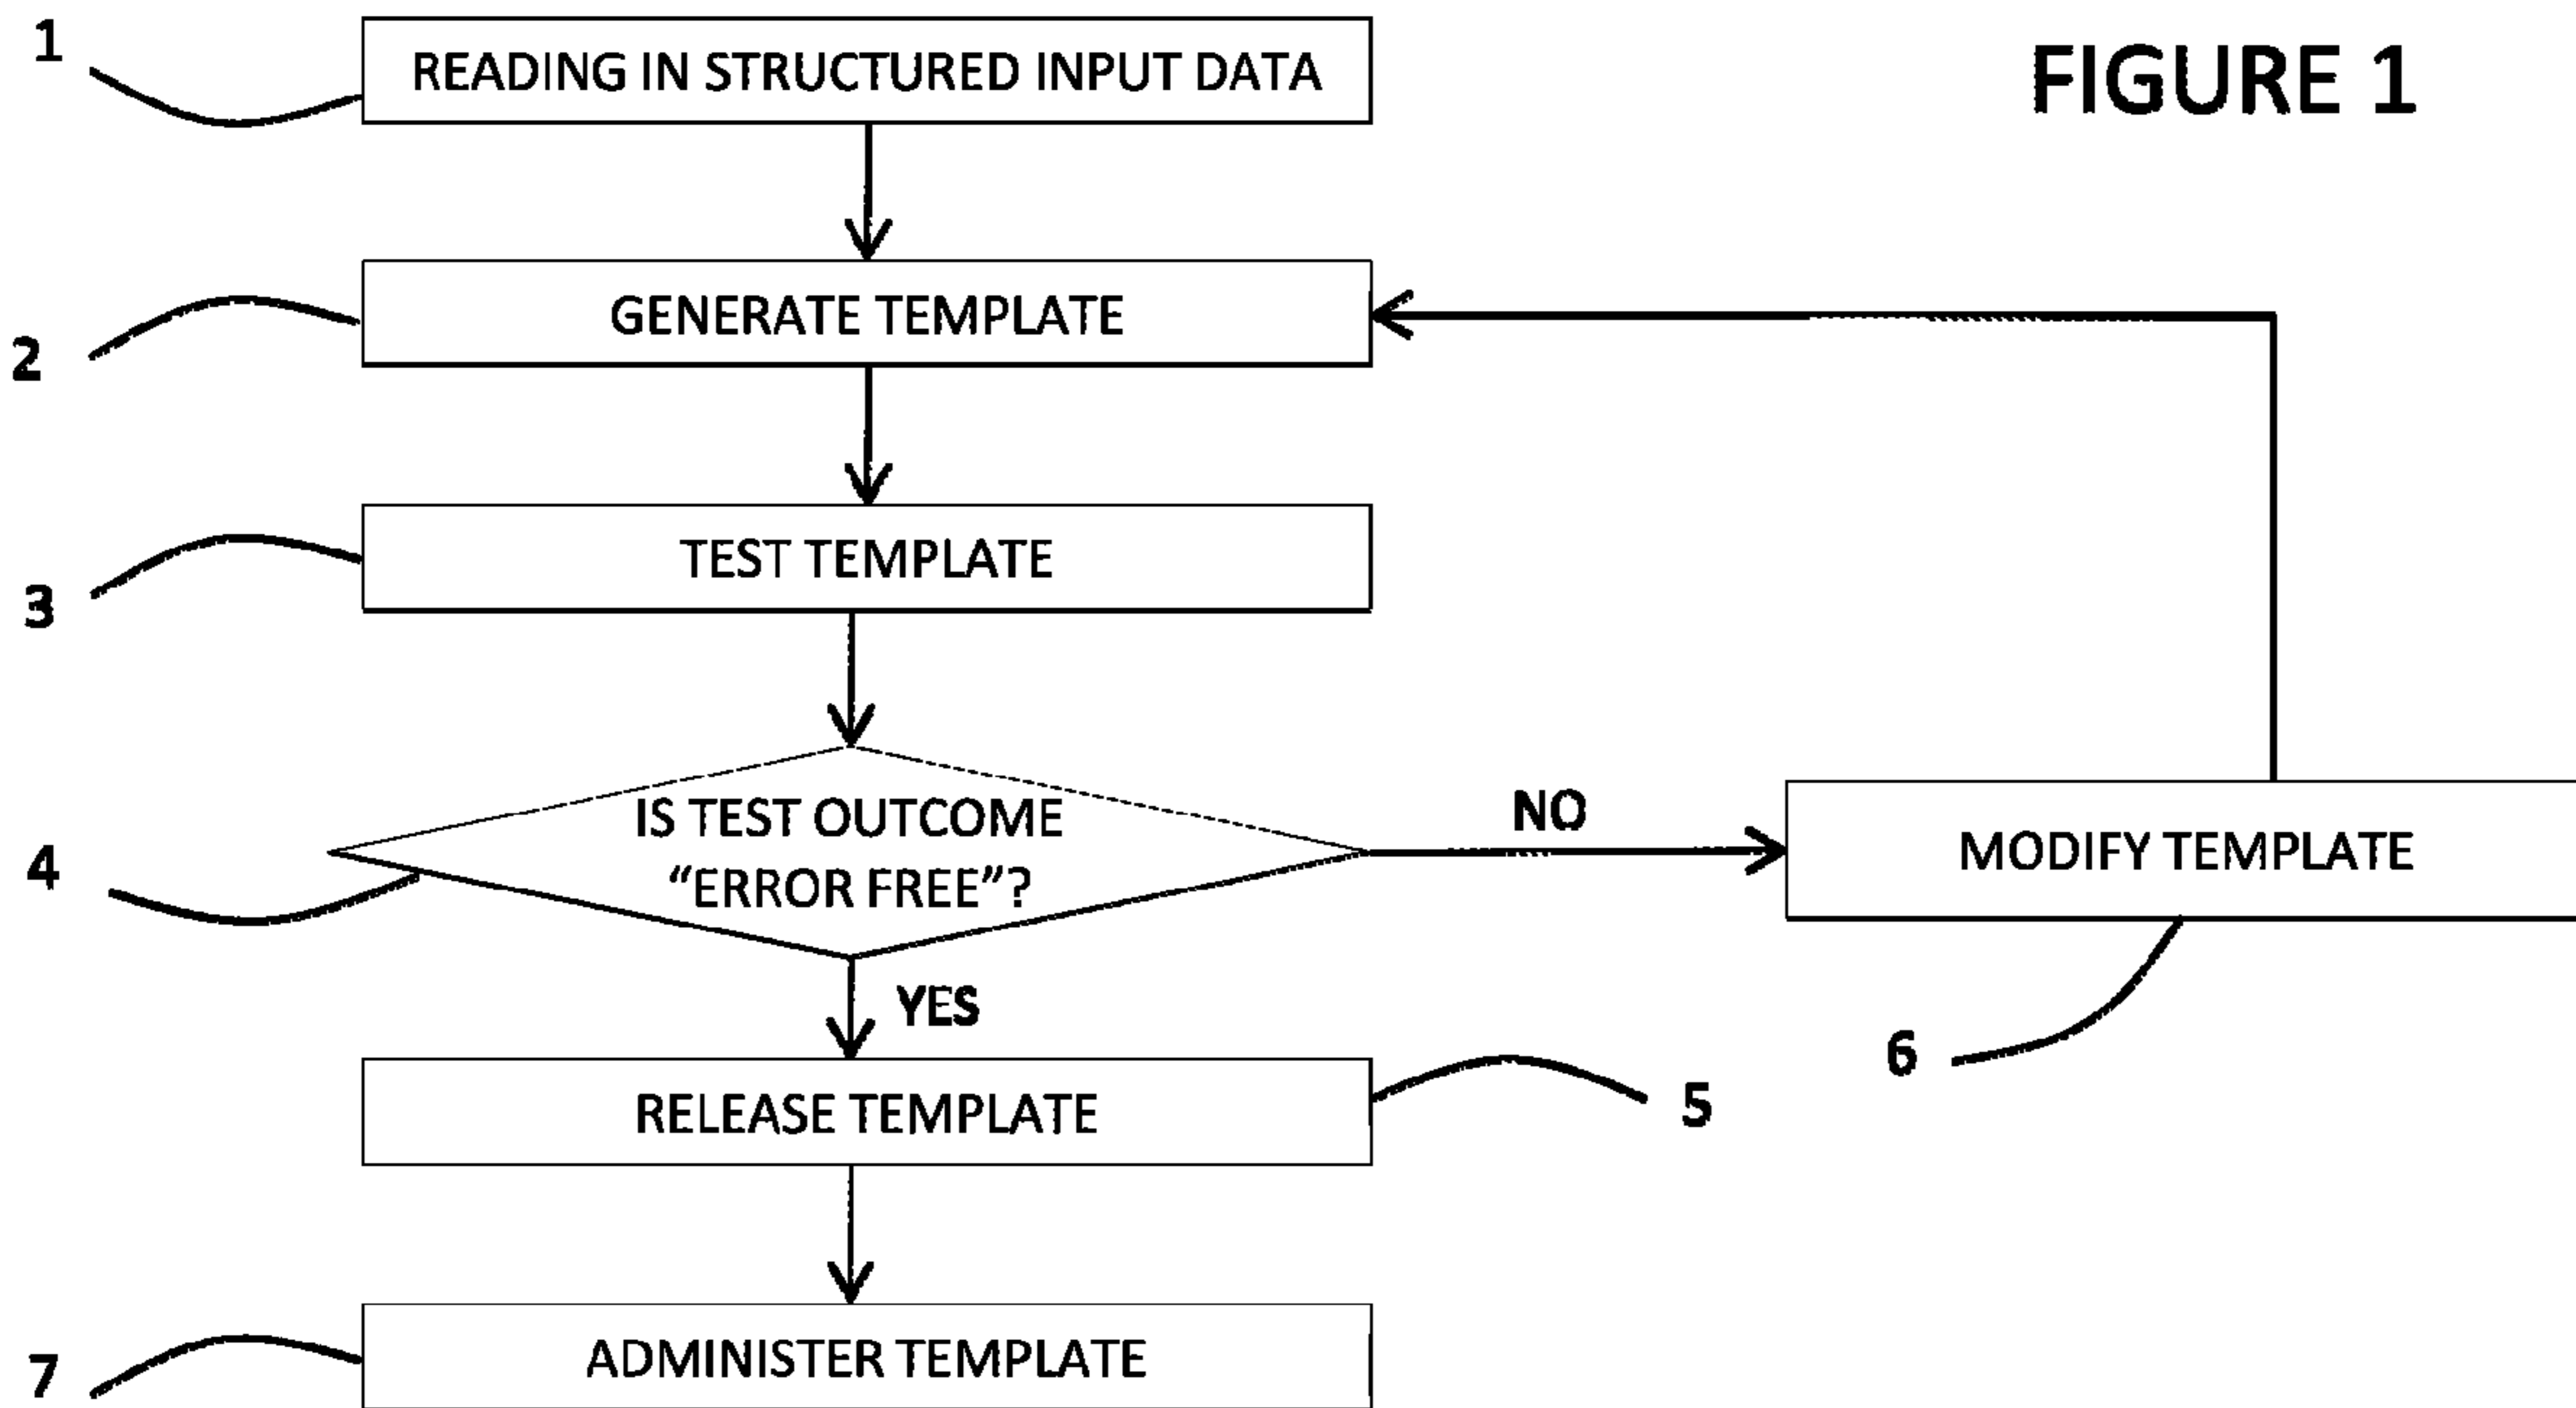 1
READING IN STRUCTURED INPUT DATA
FIGURE 1
2
GENERATE TEMPLATE
3
TEST TEMPLATE
4
IS TEST OUTCOME
“ERROR FREE”?
NO
MODIFY TEMPLATE
YES
6
RELEASE TEMPLATE
5
7
ADMINISTER TEMPLATE